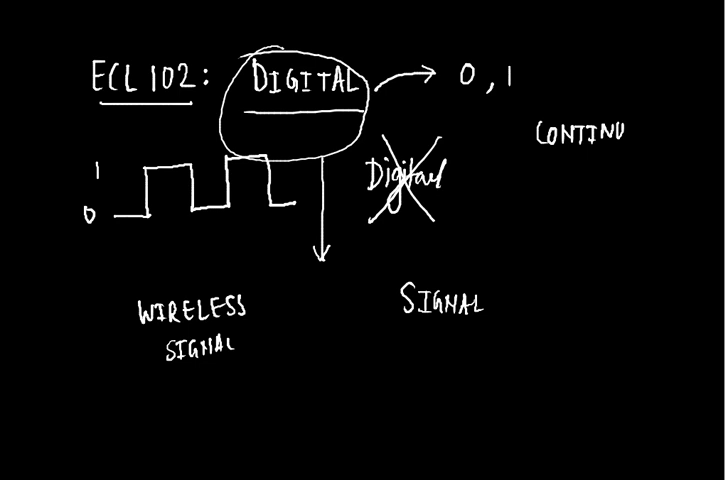 ECL 102: DIGITAL → 0, 1
CONTINU
1
Digital
0
WIRELESS SIGNAL
SIGNAL